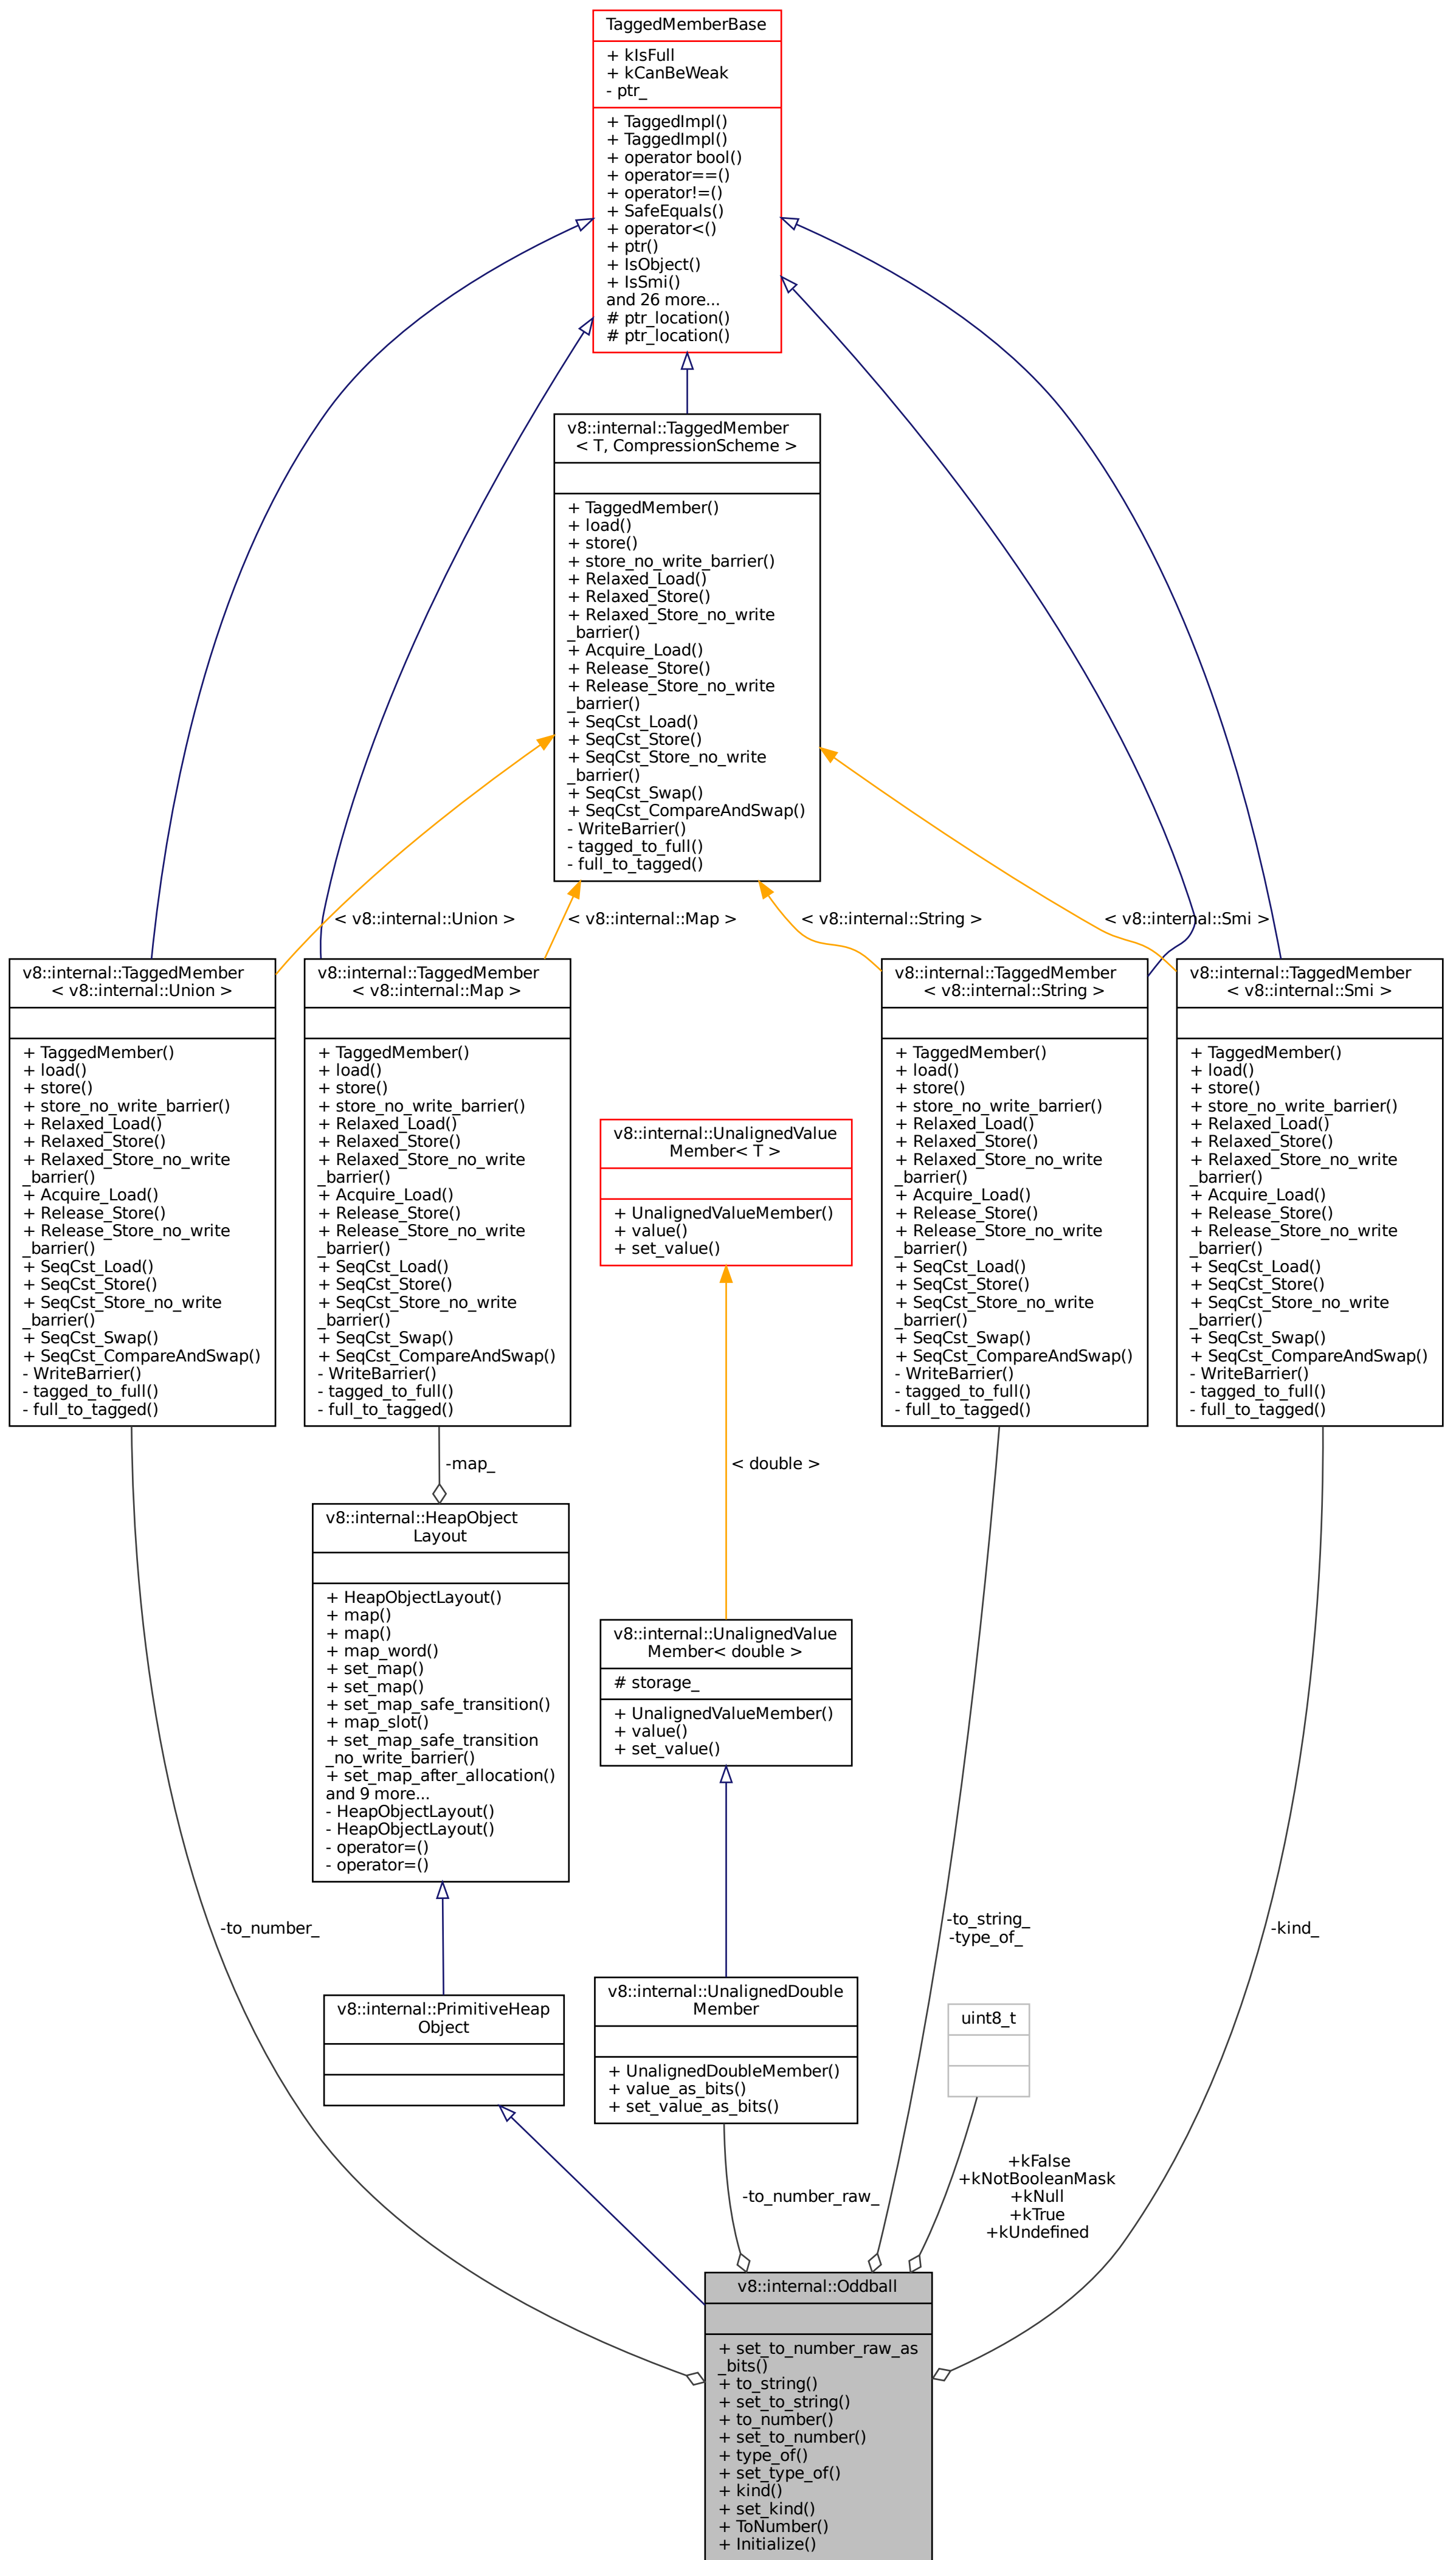 TaggedMemberBase
+ kIsFull
+ kCanBeWeak
- ptr_
+ TaggedImpl()
+ TaggedImpl()
+ operator bool()
+ operator==()
+ operator!=()
+ SafeEquals()
+ operator<()
+ ptr()
+ IsObject()
+ IsSmi()
and 26 more...
# ptr_location()
# ptr_location()
v8::internal::TaggedMember
< T, CompressionScheme >
+ TaggedMember()
+ load()
+ store()
+ store_no_write_barrier()
+ Relaxed_Load()
+ Relaxed_Store()
+ Relaxed_Store_no_write
_barrier()
+ Acquire_Load()
+ Release_Store()
+ Release_Store_no_write
_barrier()
+ SeqCst_Load()
+ SeqCst_Store()
+ SeqCst_Store_no_write
_barrier()
+ SeqCst_Swap()
+ SeqCst_CompareAndSwap()
- WriteBarrier()
- tagged_to_full()
- full_to_tagged()
< v8::internal::Union >
< v8::internal::Map >
< v8::internal::String >
< v8::internal::Smi >
v8::internal::TaggedMember
< v8::internal::Union >
+ TaggedMember()
+ load()
+ store()
+ store_no_write_barrier()
+ Relaxed_Load()
+ Relaxed_Store()
+ Relaxed_Store_no_write
_barrier()
+ Acquire_Load()
+ Release_Store()
+ Release_Store_no_write
_barrier()
+ SeqCst_Load()
+ SeqCst_Store()
+ SeqCst_Store_no_write
_barrier()
+ SeqCst_Swap()
+ SeqCst_CompareAndSwap()
- WriteBarrier()
- tagged_to_full()
- full_to_tagged()
v8::internal::TaggedMember
< v8::internal::Map >
+ TaggedMember()
+ load()
+ store()
+ store_no_write_barrier()
+ Relaxed_Load()
+ Relaxed_Store()
+ Relaxed_Store_no_write
_barrier()
+ Acquire_Load()
+ Release_Store()
+ Release_Store_no_write
_barrier()
+ SeqCst_Load()
+ SeqCst_Store()
+ SeqCst_Store_no_write
_barrier()
+ SeqCst_Swap()
+ SeqCst_CompareAndSwap()
- WriteBarrier()
- tagged_to_full()
- full_to_tagged()
v8::internal::UnalignedValue
Member< T >
+ UnalignedValueMember()
+ value()
+ set_value()
v8::internal::TaggedMember
< v8::internal::String >
+ TaggedMember()
+ load()
+ store()
+ store_no_write_barrier()
+ Relaxed_Load()
+ Relaxed_Store()
+ Relaxed_Store_no_write
_barrier()
+ Acquire_Load()
+ Release_Store()
+ Release_Store_no_write
_barrier()
+ SeqCst_Load()
+ SeqCst_Store()
+ SeqCst_Store_no_write
_barrier()
+ SeqCst_Swap()
+ SeqCst_CompareAndSwap()
- WriteBarrier()
- tagged_to_full()
- full_to_tagged()
v8::internal::TaggedMember
< v8::internal::Smi >
+ TaggedMember()
+ load()
+ store()
+ store_no_write_barrier()
+ Relaxed_Load()
+ Relaxed_Store()
+ Relaxed_Store_no_write
_barrier()
+ Acquire_Load()
+ Release_Store()
+ Release_Store_no_write
_barrier()
+ SeqCst_Load()
+ SeqCst_Store()
+ SeqCst_Store_no_write
_barrier()
+ SeqCst_Swap()
+ SeqCst_CompareAndSwap()
- WriteBarrier()
- tagged_to_full()
- full_to_tagged()
-map_
< double >
v8::internal::HeapObject
Layout
+ HeapObjectLayout()
+ map()
+ map()
+ map_word()
+ set_map()
+ set_map()
+ set_map_safe_transition()
+ map_slot()
+ set_map_safe_transition
_no_write_barrier()
+ set_map_after_allocation()
and 9 more...
- HeapObjectLayout()
- HeapObjectLayout()
- operator=()
- operator=()
v8::internal::UnalignedValue
Member< double >
# storage_
+ UnalignedValueMember()
+ value()
+ set_value()
-to_number_
-to_string_
-type_of_
-kind_
v8::internal::PrimitiveHeap
Object
v8::internal::UnalignedDouble
Member
+ UnalignedDoubleMember()
+ value_as_bits()
+ set_value_as_bits()
uint8_t
-to_number_raw_
+kFalse
+kNotBooleanMask
+kNull
+kTrue
+kUndefined
v8::internal::Oddball
+ set_to_number_raw_as
_bits()
+ to_string()
+ set_to_string()
+ to_number()
+ set_to_number()
+ type_of()
+ set_type_of()
+ kind()
+ set_kind()
+ ToNumber()
+ Initialize()